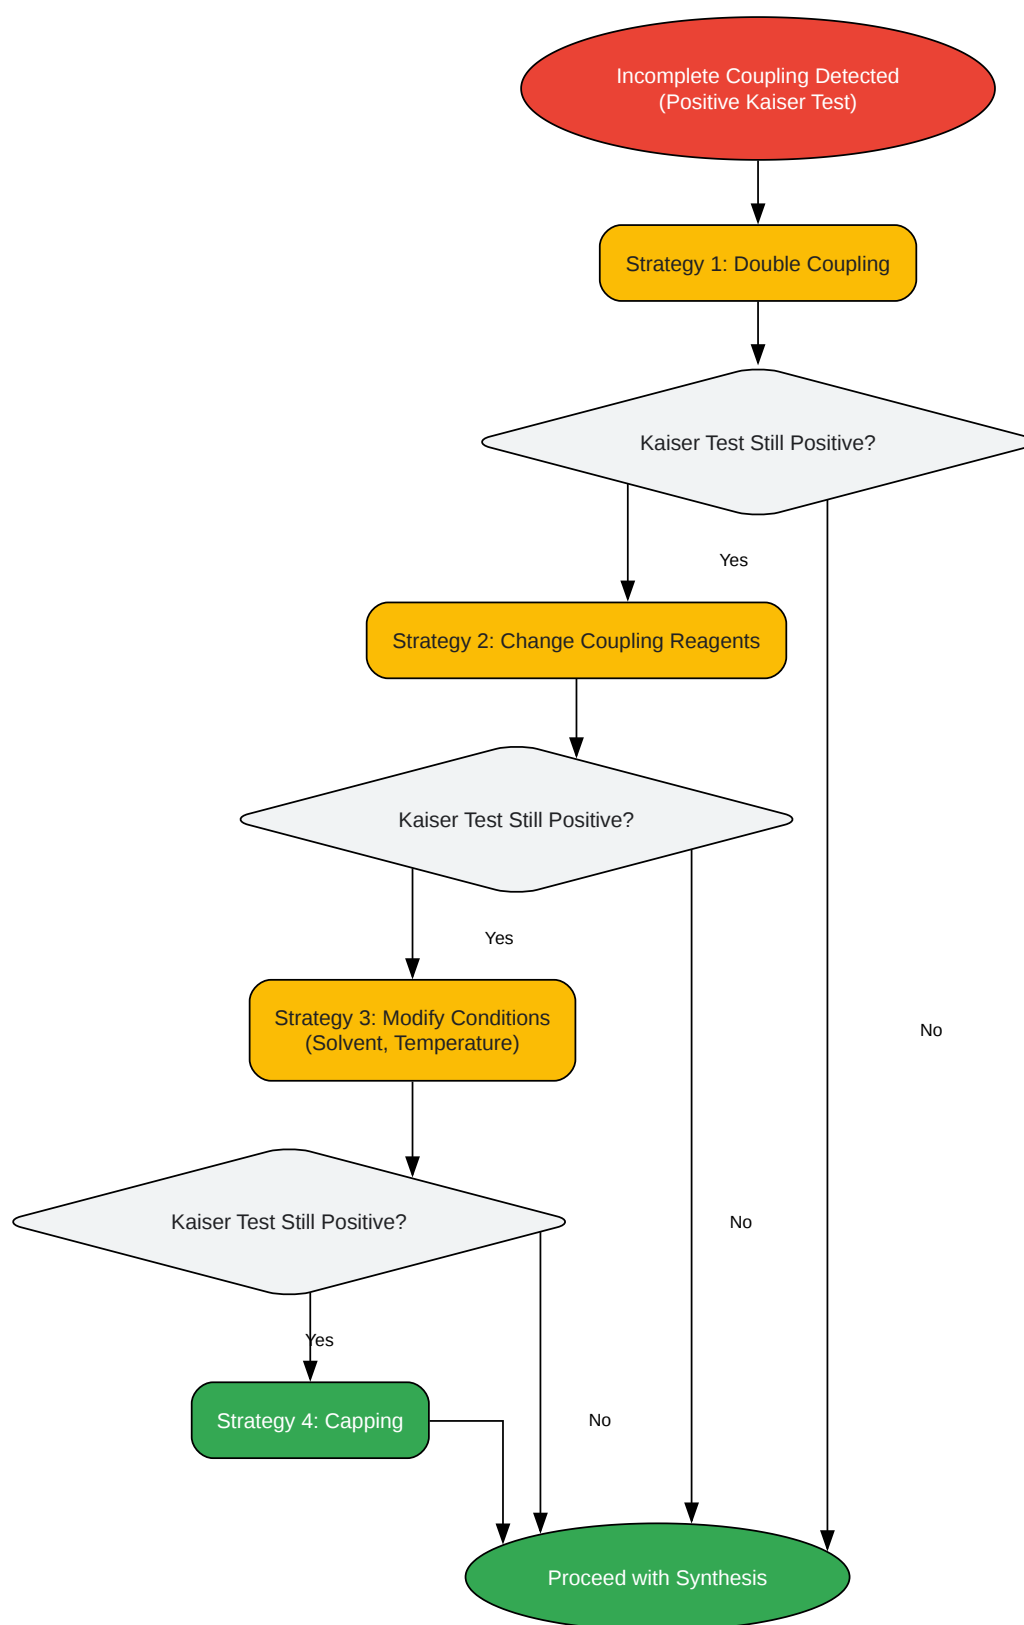 Incomplete Coupling Detected
(Positive Kaiser Test)
Strategy 1: Double Coupling
Kaiser Test Still Positive?
Yes
Strategy 2: Change Coupling Reagents
Kaiser Test Still Positive?
Yes
Strategy 3: Modify Conditions
(Solvent, Temperature)
No
Kaiser Test Still Positive?
No
Yes
Strategy 4: Capping
No
Proceed with Synthesis